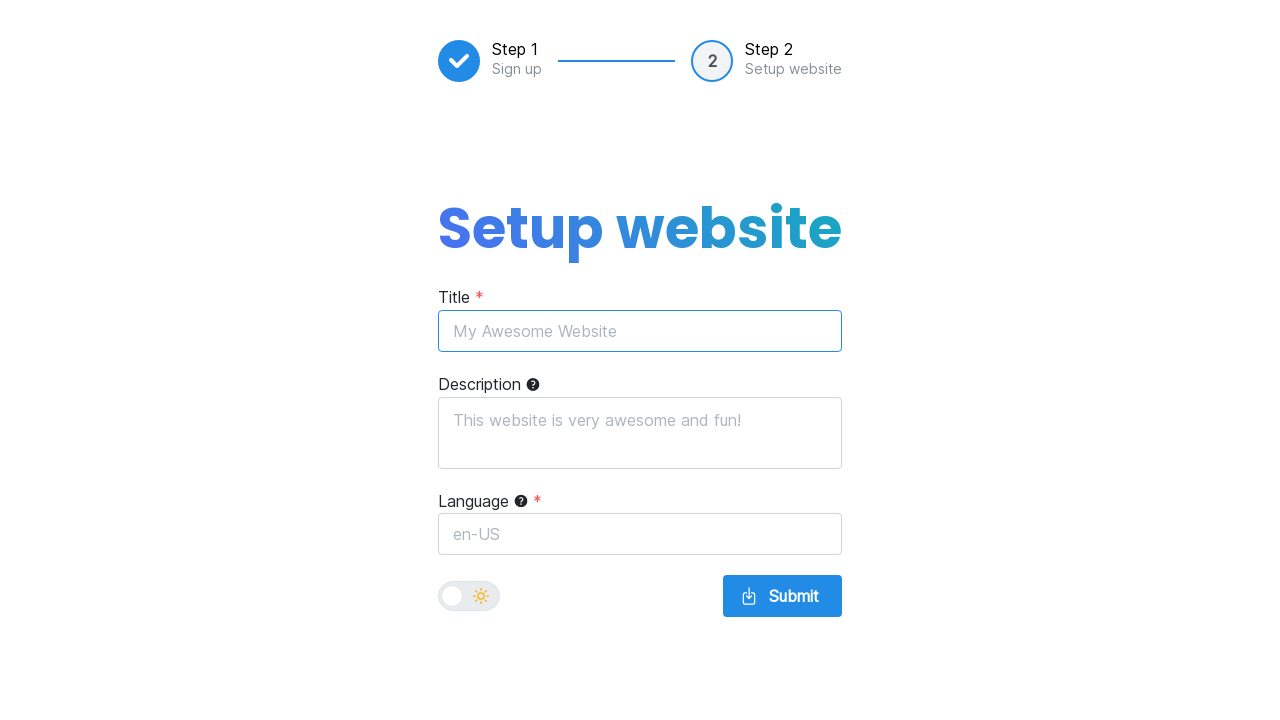 Step 1
Sign up
2
Step 2
Setup website
Setup website
Title *
My Awesome Website
Description ?
This website is very awesome and fun!
Language ? *
en-US
Submit